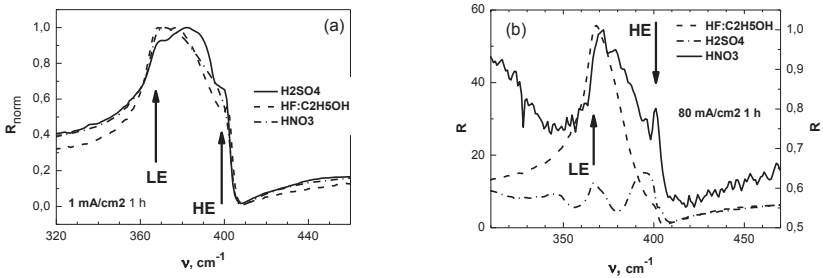 (a)
1,0
0,8
0,6
0,4
0,2
0,0
R norm
H2SO4
HF:C2H5OH
HNO3
LE
HE
1 mA/cm2 1 h
320 360 400 440
ν, cm-1
(b)
60
40
20
0
R
HE
HF:C2H5OH
H2SO4
HNO3
80 mA/cm2 1 h
LE
1,0
0,9
0,8
0,7
0,6
0,5
R
350 400 450
ν, cm-1